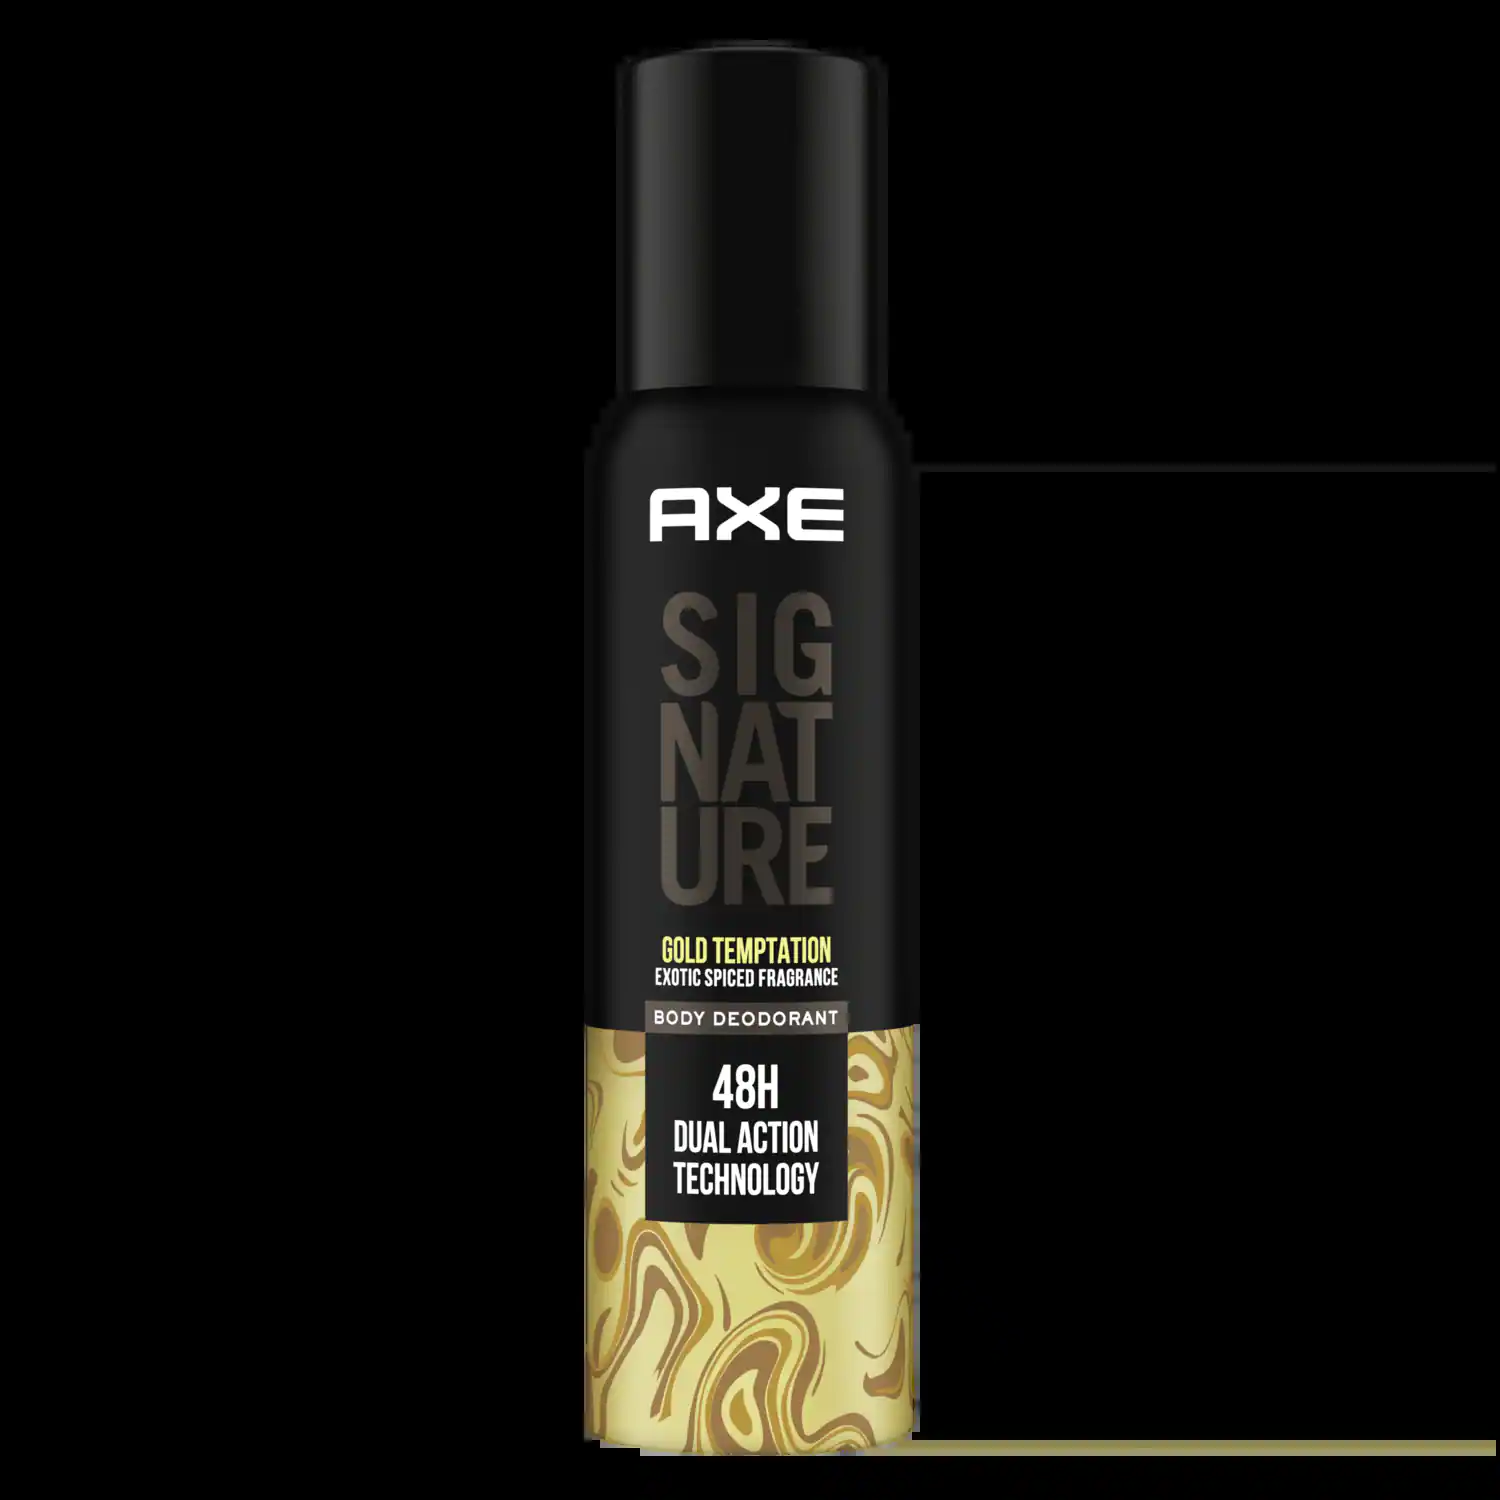 AXE
SIG
NAT
URE
GOLD TEMPTATION
EXOTIC SPICED FRAGRANCE
BODY DEODORANT
48H
DUAL ACTION
TECHNOLOGY